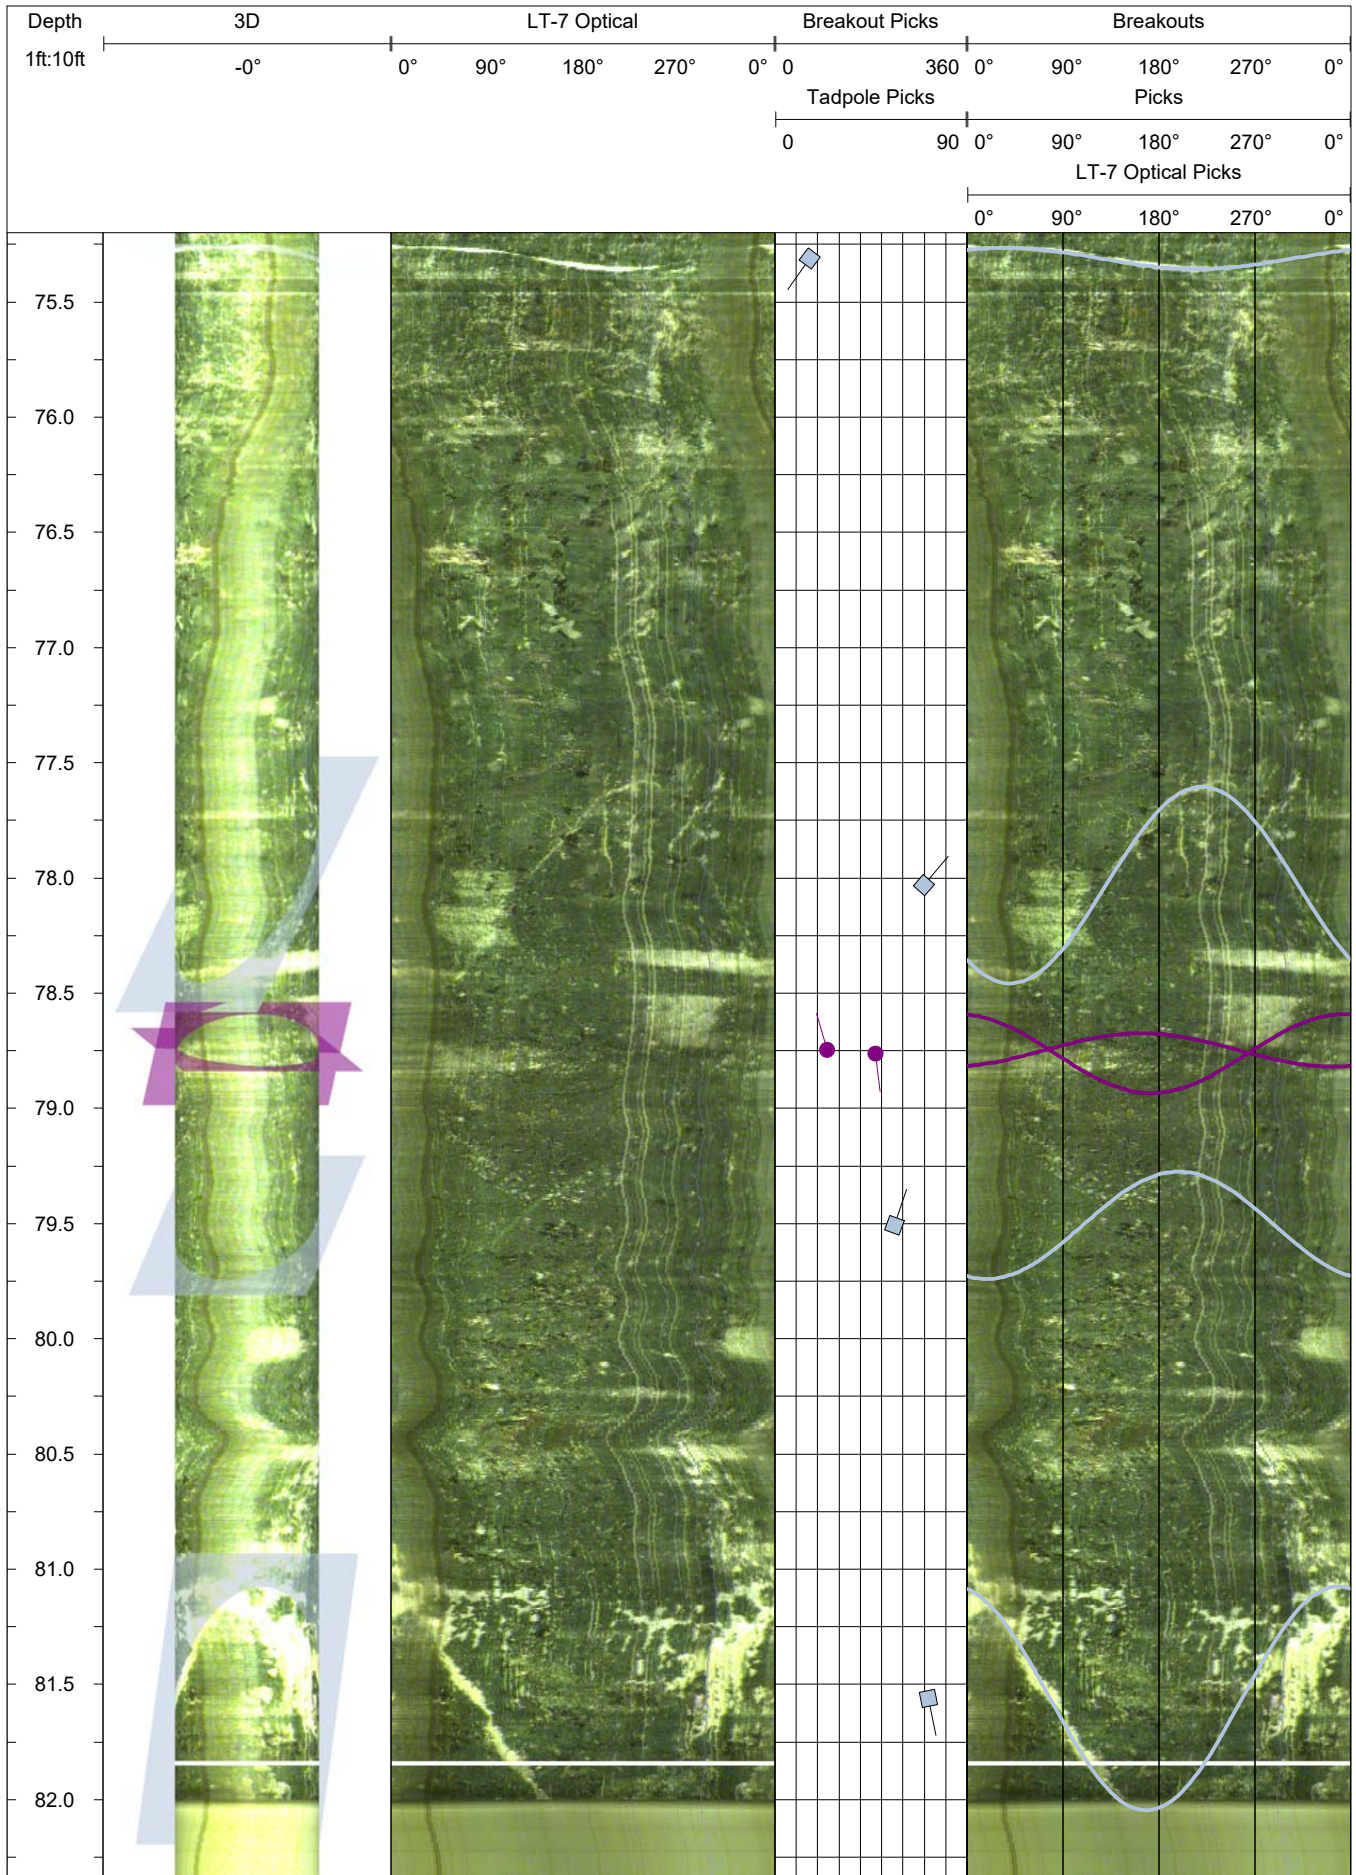 Depth 3D LT-7 Optical Breakout Picks Breakouts
1ft:10ft -0° 0° 90° 180° 270° 0° 0 360 0° 90° 180° 270° 0°
Tadpole Picks Picks
0 90 0° 90° 180° 270° 0°
LT-7 Optical Picks
0° 90° 180° 270° 0°
75.5
76.0
76.5
77.0
77.5
78.0
78.5
79.0
79.5
80.0
80.5
81.0
81.5
82.0